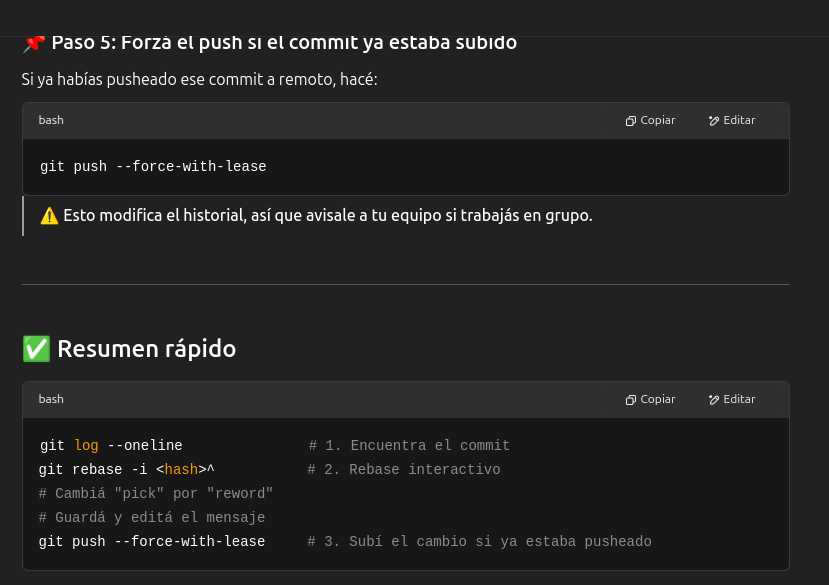 📌 Paso 5: Forzá el push si el commit ya estaba subido
Si ya habías pusheado ese commit a remoto, hacé:
bash Copiar Editar
git push --force-with-lease
⚠️ Esto modifica el historial, así que avisale a tu equipo si trabajás en grupo.
✅ Resumen rápido
bash Copiar Editar
git log --oneline # 1. Encuentra el commit
git rebase -i <hash>^ # 2. Rebase interactivo
# Cambiá "pick" por "reword"
# Guardá y editá el mensaje
git push --force-with-lease # 3. Subí el cambio si ya estaba pusheado